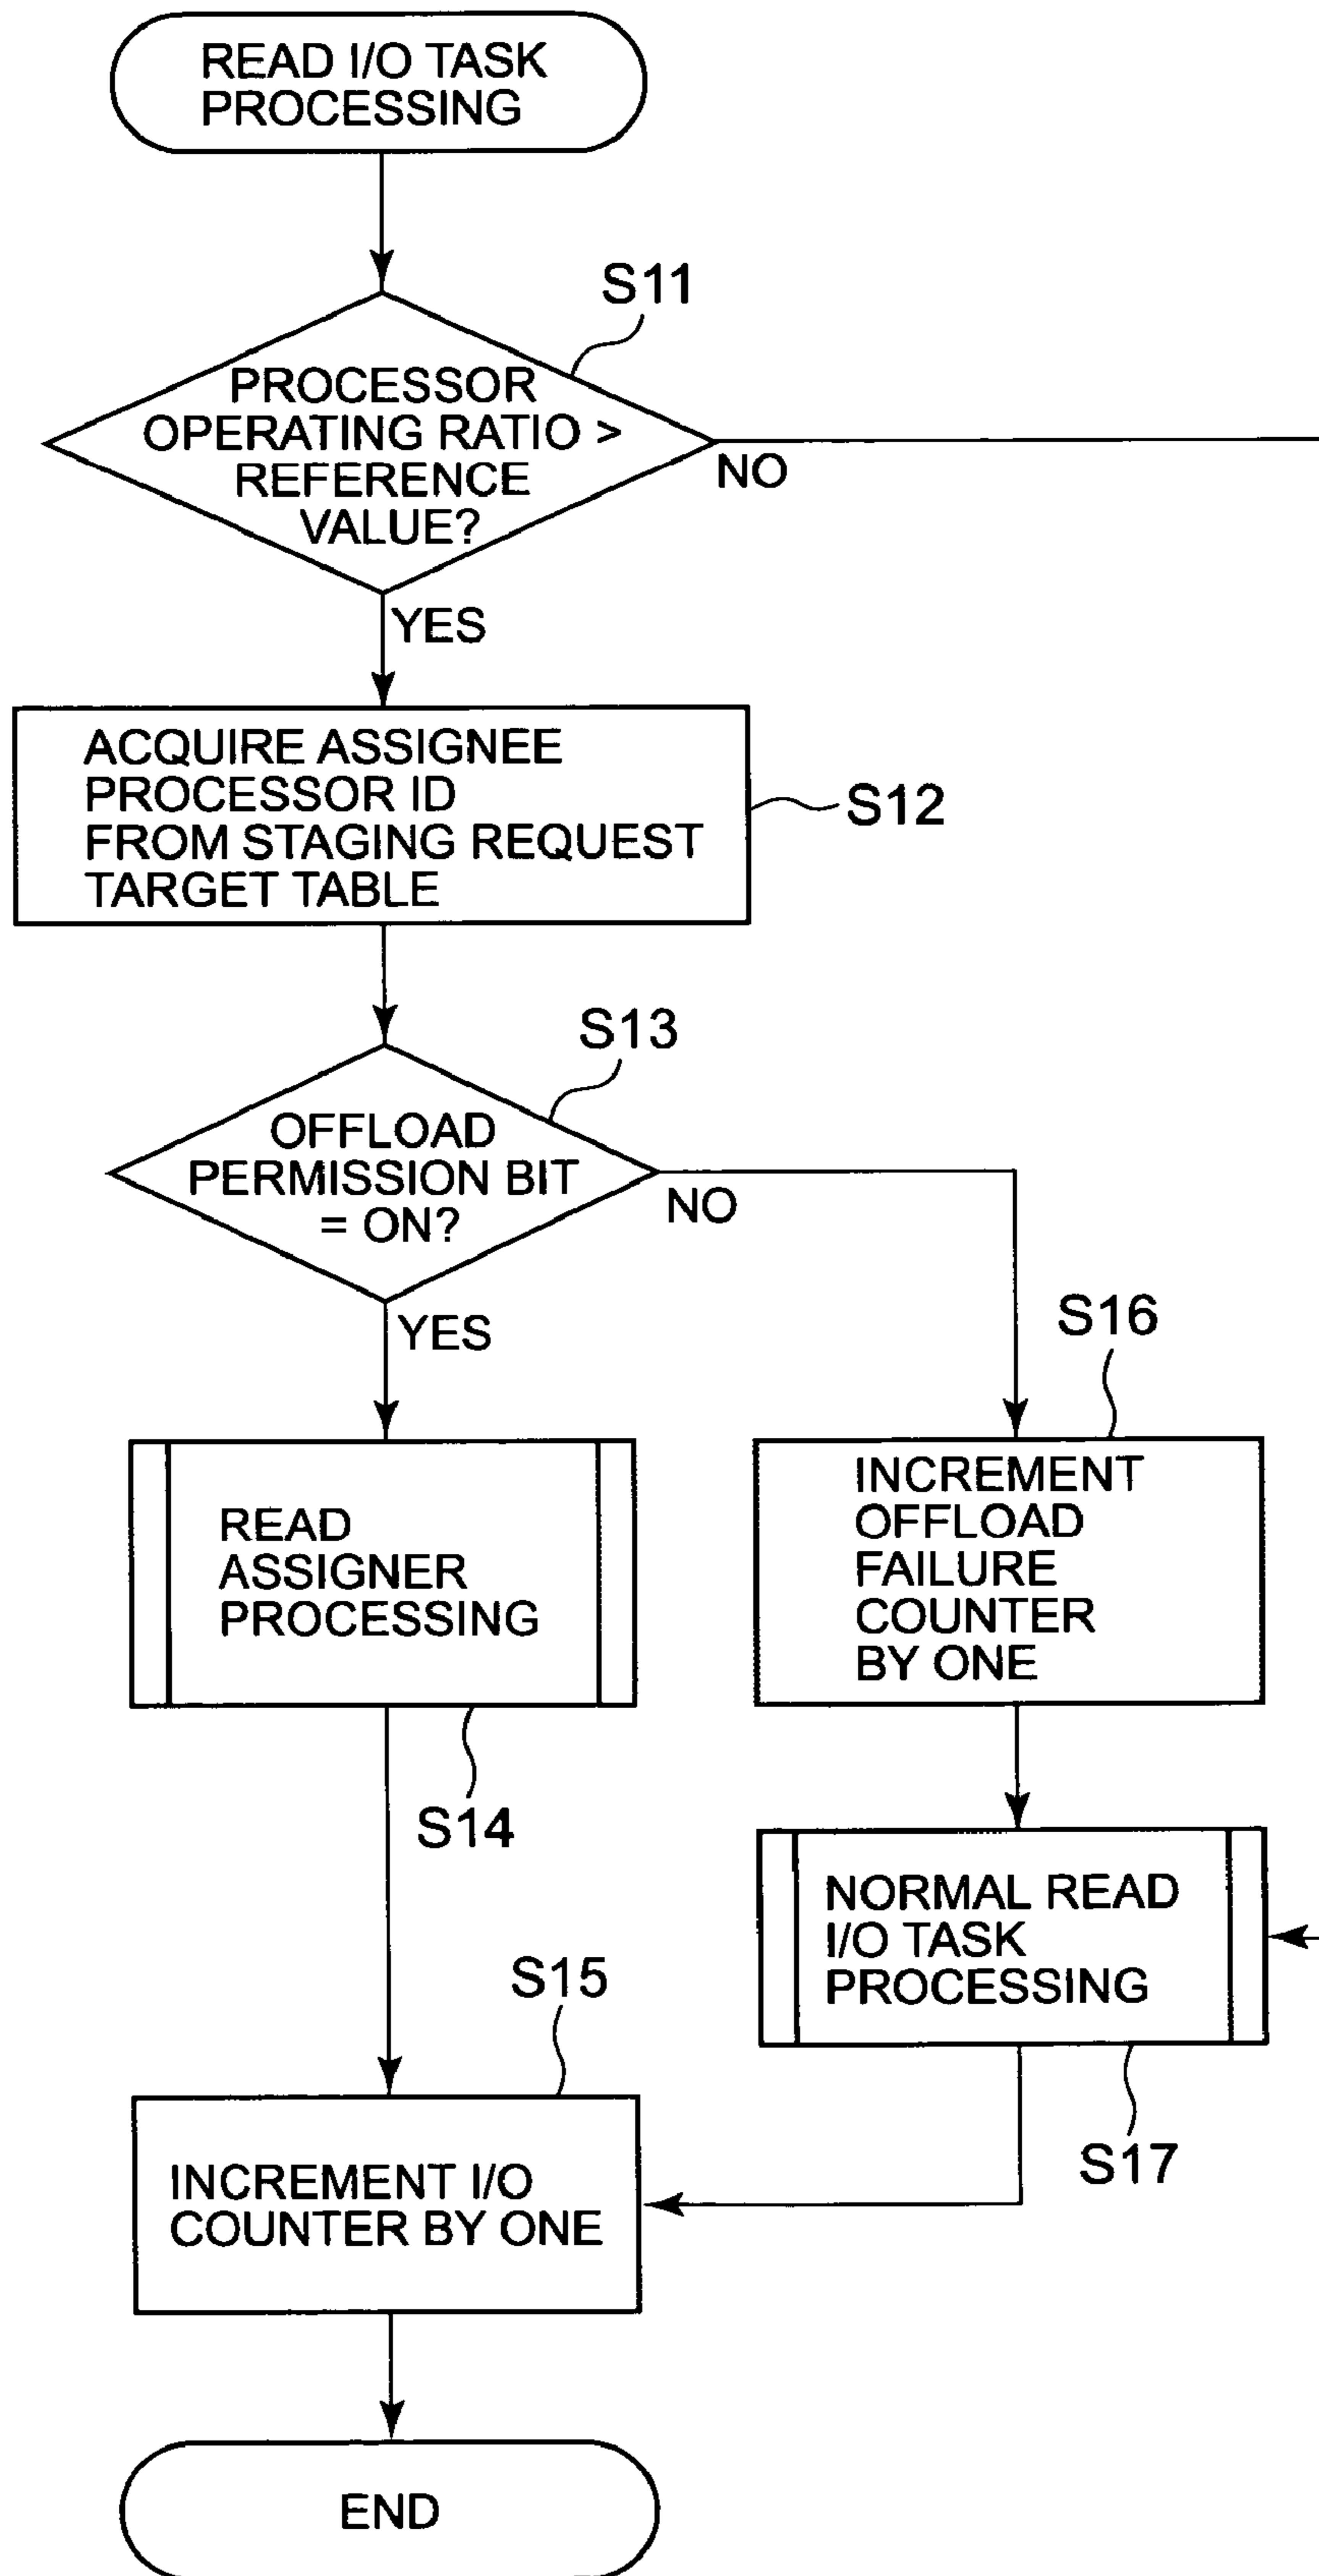 READ I/O TASK
PROCESSING
S11
PROCESSOR
OPERATING RATIO >
REFERENCE
VALUE?
NO
YES
ACQUIRE ASSIGNEE
PROCESSOR ID
FROM STAGING REQUEST
TARGET TABLE
S12
S13
OFFLOAD
PERMISSION BIT
= ON?
NO
YES
S16
READ
ASSIGNER
PROCESSING
S14
INCREMENT
OFFLOAD
FAILURE
COUNTER
BY ONE
NORMAL READ
I/O TASK
PROCESSING
S17
S15
INCREMENT I/O
COUNTER BY ONE
END